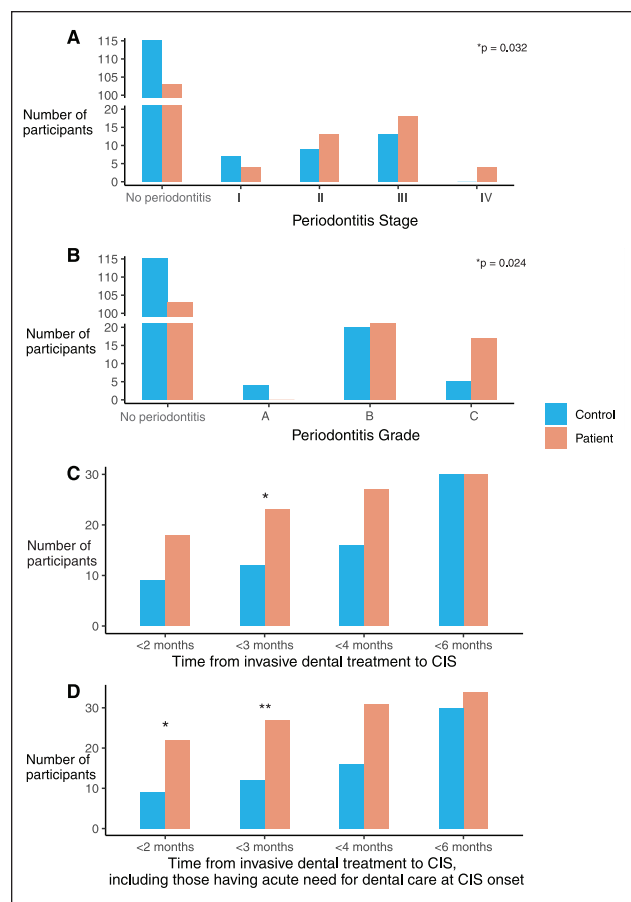 A
*p = 0.032
115
110
105
100
Number of
participants
20
15
10
5
0
No periodontitis I II III IV
Periodontitis Stage
B
*p = 0.024
115
110
105
100
Number of
participants
20
15
10
5
0
No periodontitis A B C
Periodontitis Grade
Control
Patient
C
30
*
Number of
participants
20
10
0
<2 months <3 months <4 months <6 months
Time from invasive dental treatment to CIS
D
30
* **
Number of
participants
20
10
0
<2 months <3 months <4 months <6 months
Time from invasive dental treatment to CIS,
including those having acute need for dental care at CIS onset